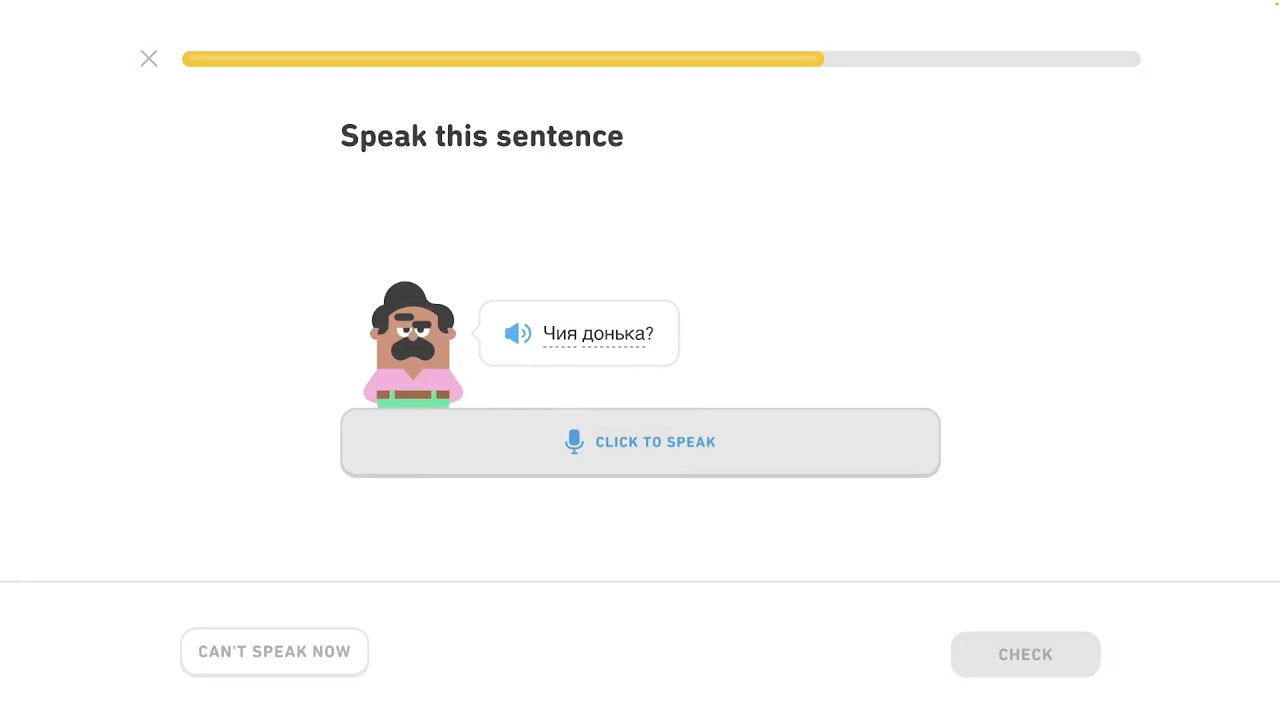 Speak this sentence
Чия донька?
CLICK TO SPEAK
CAN'T SPEAK NOW
CHECK